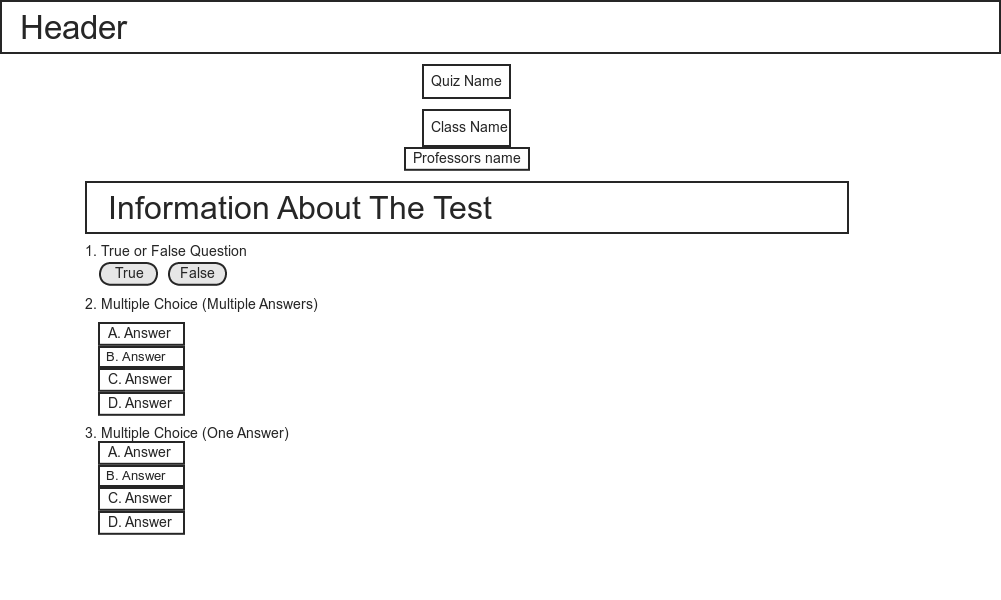 Header
Quiz Name
Class Name
Professors name
Information About The Test
1. True or False Question
True False
2. Multiple Choice (Multiple Answers)
A. Answer
B. Answer
C. Answer
D. Answer
3. Multiple Choice (One Answer)
A. Answer
B. Answer
C. Answer
D. Answer